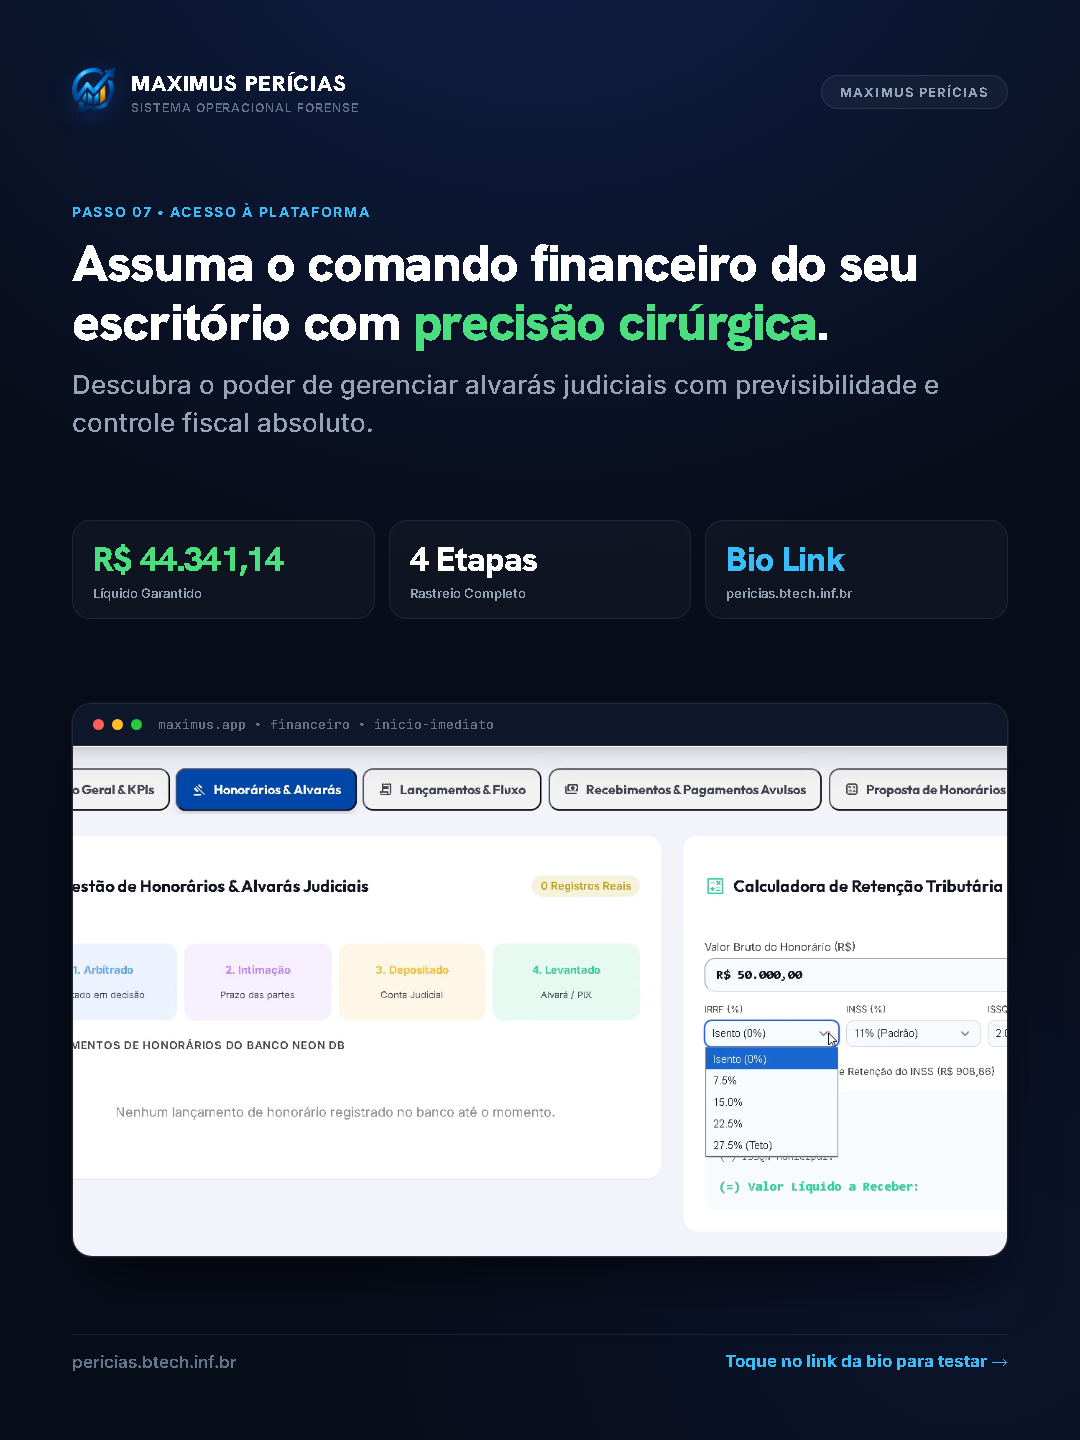 MAXIMUS PERÍCIAS
SISTEMA OPERACIONAL FORENSE
MAXIMUS PERÍCIAS
PASSO 07 • ACESSO À PLATAFORMA
Assuma o comando financeiro do seu
escritório com precisão cirúrgica.
Descubra o poder de gerenciar alvarás judiciais com previsibilidade e
controle fiscal absoluto.
R$ 44.341,14
Líquido Garantido
4 Etapas
Rastreio Completo
Bio Link
pericias.btech.inf.br
maximus.app • financeiro • inicio-imediato
o Geral & KPIs
Honorários & Alvarás
Lançamentos & Fluxo
Recebimentos & Pagamentos Avulsos
Proposta de Honorários
estão de Honorários & Alvarás Judiciais
0 Registros Reais
1. Arbitrado
tado em decisão
2. Intimação
Prazo das partes
3. Depositado
Conta Judicial
4. Levantado
Alvará / PIX
MENTOS DE HONORÁRIOS DO BANCO NEON DB
Nenhum lançamento de honorário registrado no banco até o momento.
Calculadora de Retenção Tributária
Valor Bruto do Honorário (R$)
R$ 50.000,00
IRRF (%)
INSS (%)
ISSQ
Isento (0%)
11% (Padrão)
2.0
Isento (0%)
7.5%
15.0%
22.5%
27.5% (Teto)
e Retenção do INSS (R$ 908,86)
(=) Valor Líquido a Receber:
pericias.btech.inf.br
Toque no link da bio para testar →